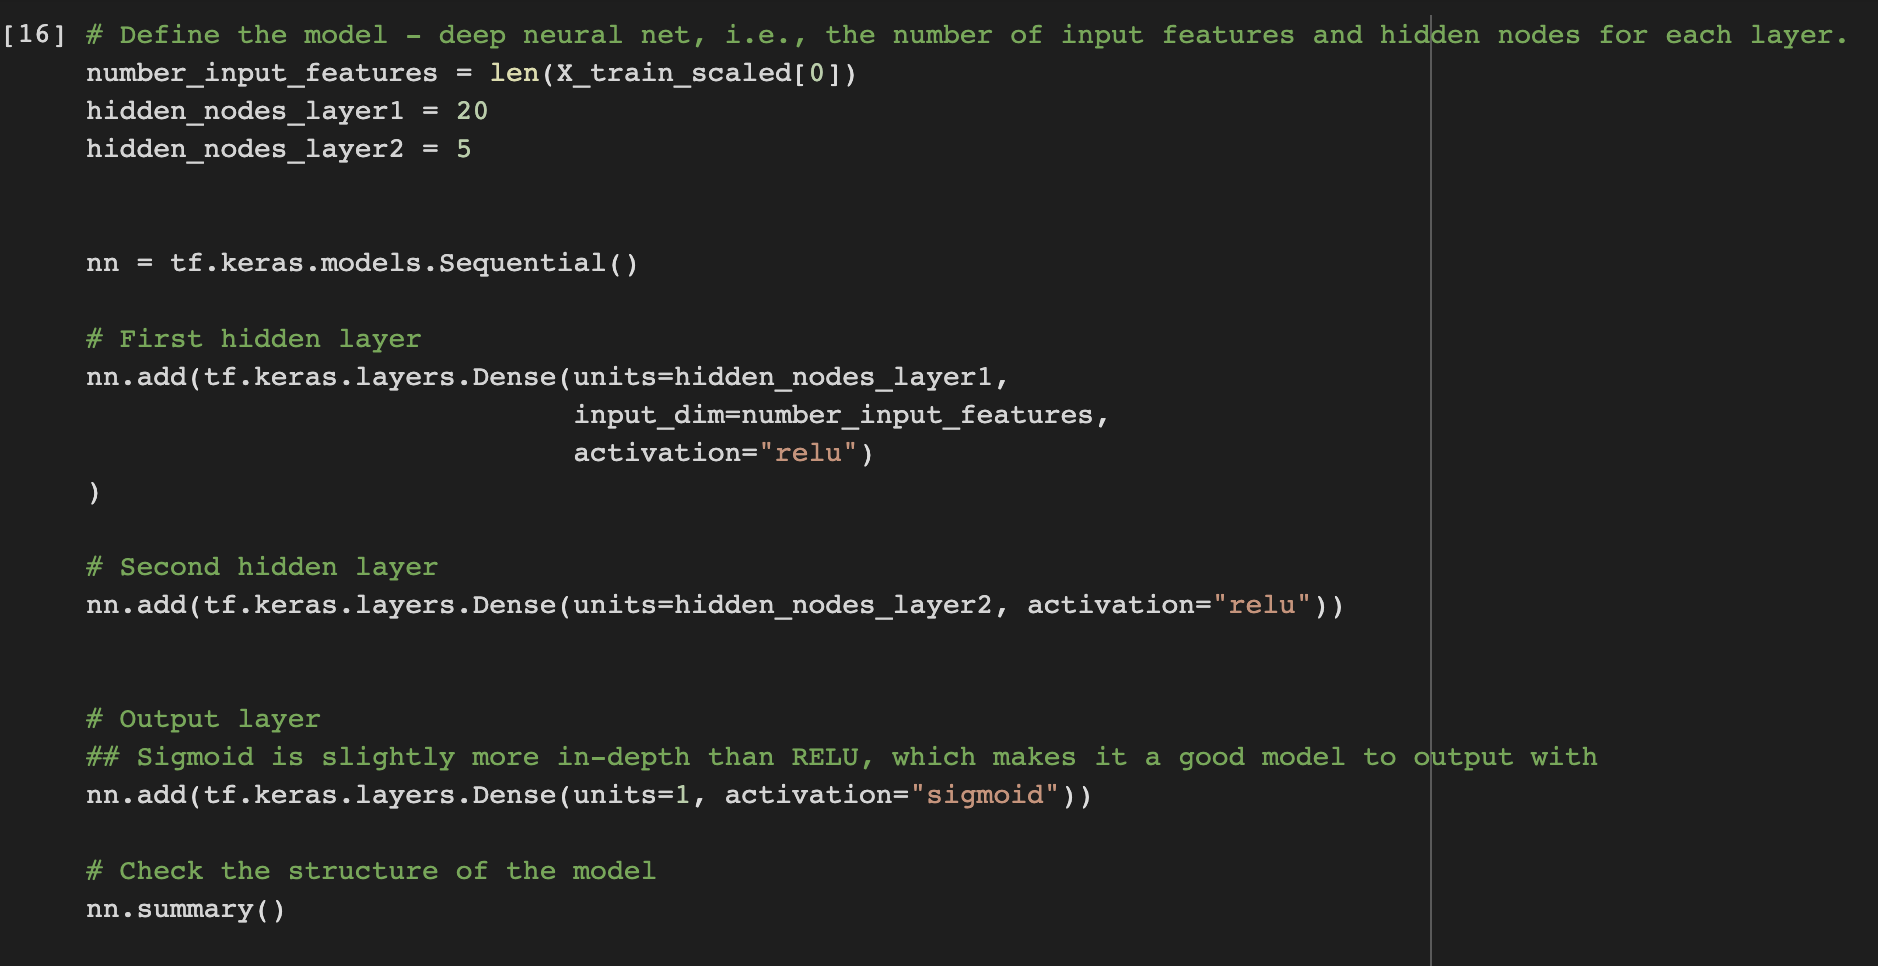 [16] # Define the model - deep neural net, i.e., the number of input features and hidden nodes for each layer.
number_input_features = len(X_train_scaled[0])
hidden_nodes_layer1 = 20
hidden_nodes_layer2 = 5
nn = tf.keras.models.Sequential()
# First hidden layer
nn.add(tf.keras.layers.Dense(units=hidden_nodes_layer1,
input_dim=number_input_features,
activation="relu")
)
# Second hidden layer
nn.add(tf.keras.layers.Dense(units=hidden_nodes_layer2, activation="relu"))
# Output layer
## Sigmoid is slightly more in-depth than RELU, which makes it a good model to output with
nn.add(tf.keras.layers.Dense(units=1, activation="sigmoid"))
# Check the structure of the model
nn.summary()